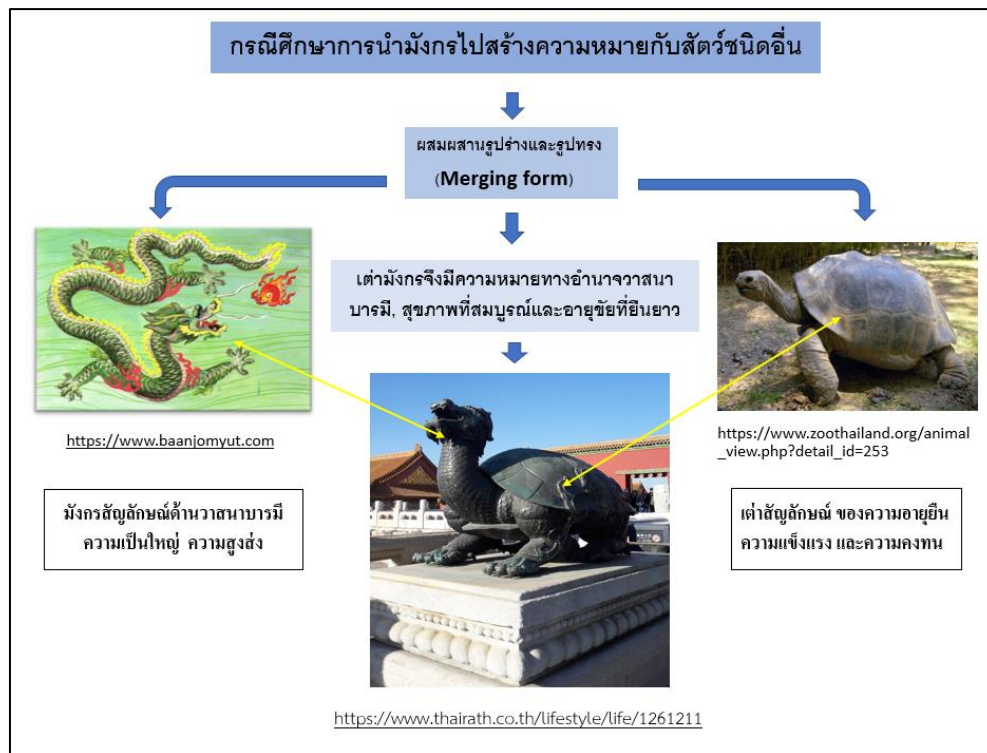 กรณีศึกษาการนำมังกรไปสร้างความหมายกับสัตว์ชนิดอื่น
ผสมผสานรูปร่างและรูปทรง
(Merging form)
เต่ามังกรจึงมีความหมายทางอำนาจวาสนา
บารมี, สุขภาพที่สมบูรณ์และอายุขัยที่ยืนยาว
https://www.baanjomyut.com
https://www.zoothailand.org/animal
_view.php?detail_id=253
มังกรสัญลักษณ์ด้านวาสนาบารมี
ความเป็นใหญ่ ความสูงส่ง
เต่าสัญลักษณ์ ของความอายุยืน
ความแข็งแรง และความคงทน
https://www.thairath.co.th/lifestyle/life/1261211